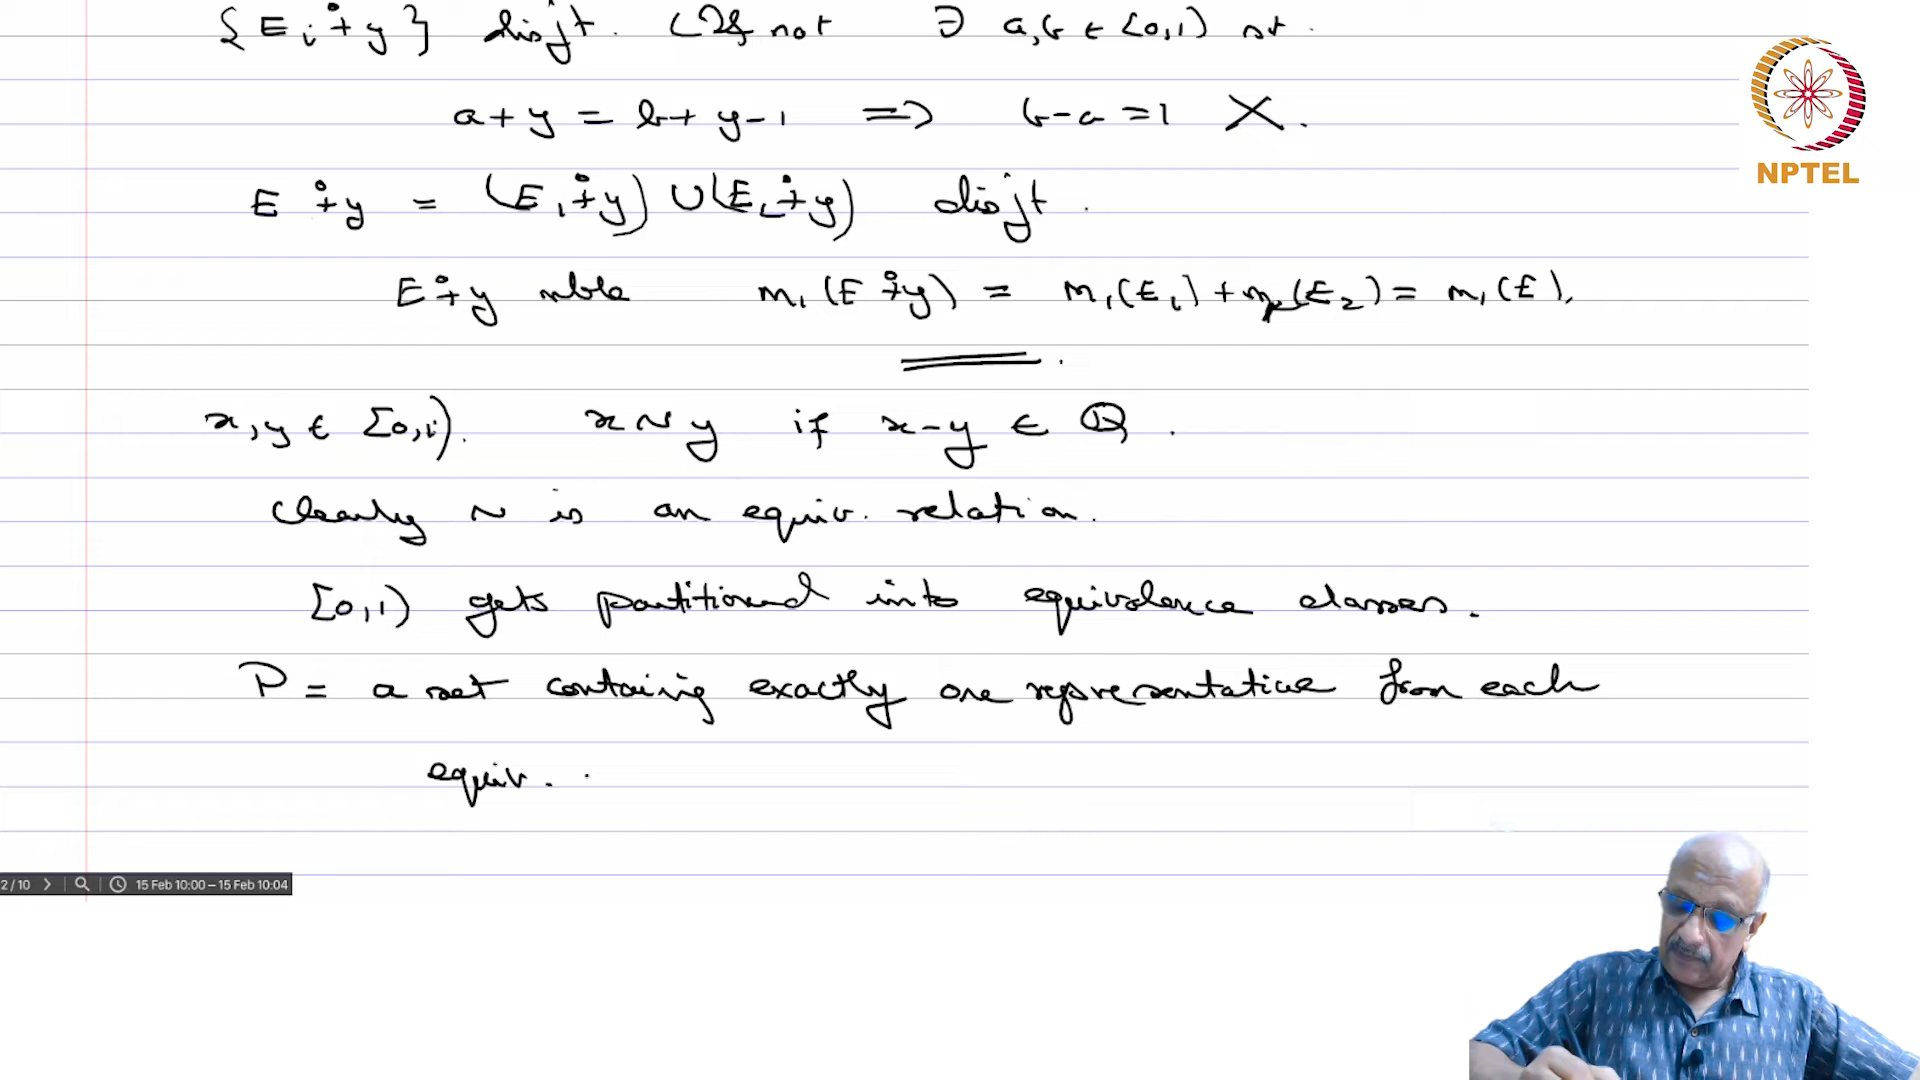 {E_i ∔ y} disjt. (If not ∃ a, b ∈ [0,1) st.
a+y = b+y-1 ⟹ b-a = 1 X.
E ∔ y = (E_1 ∔ y) ∪ (E_2 ∔ y) disjt.
E ∔ y mble m_1(E ∔ y) = m_1(E_1) + m_1(E_2) = m_1(E).
x, y ∈ [0,1). x ~ y if x-y ∈ ℚ.
Clearly ~ is an equiv. relation.
[0,1) gets partitioned into equivalence classes.
P = a set containing exactly one representative from each
equiv.
NPTEL
2/10 > 15 Feb 10:00 – 15 Feb 10:04